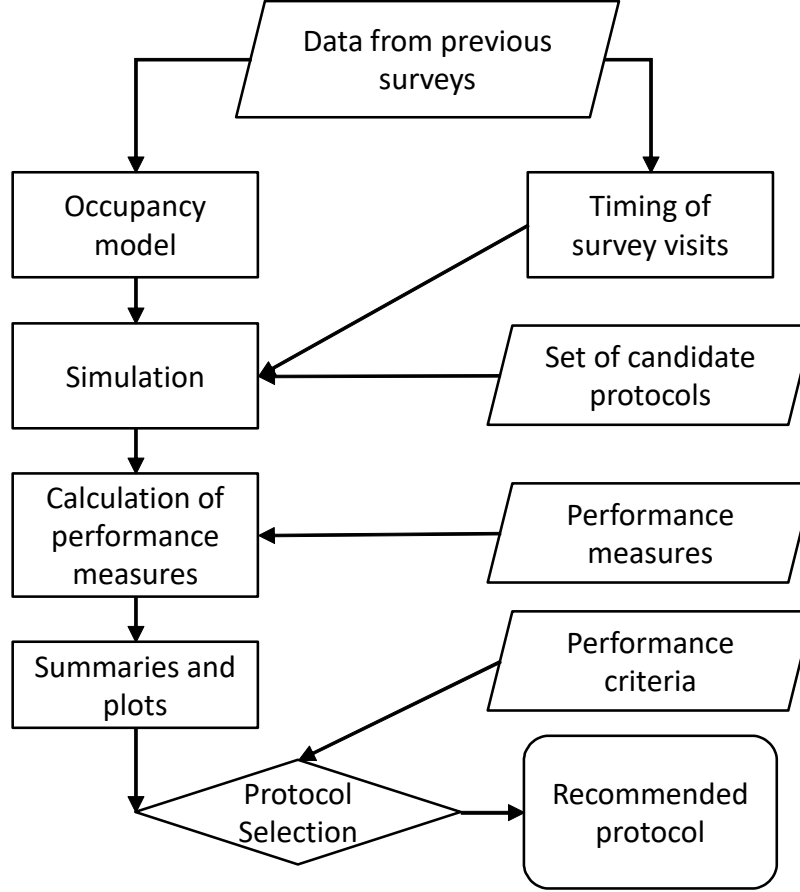 Data from previous
surveys
Occupancy
model
Timing of
survey visits
Simulation
Set of candidate
protocols
Calculation of
performance
measures
Performance
measures
Summaries and
plots
Performance
criteria
Protocol
Selection
Recommended
protocol